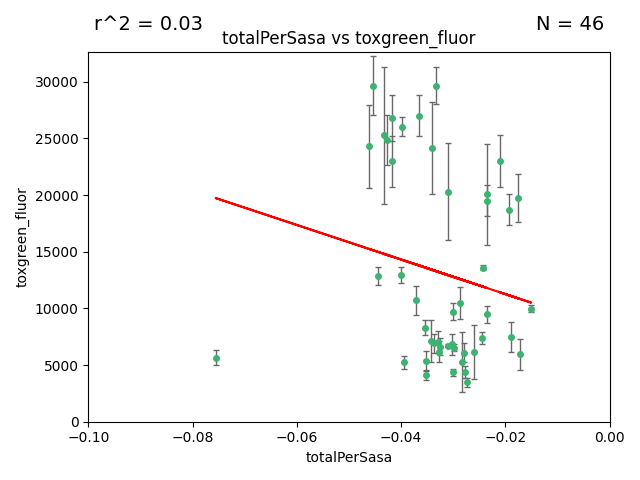 r^2 = 0.03
N = 46
totalPerSasa vs toxgreen_fluor
30000
25000
20000
15000
10000
5000
0
toxgreen_fluor
−0.10
−0.08
−0.06
−0.04
−0.02
0.00
totalPerSasa